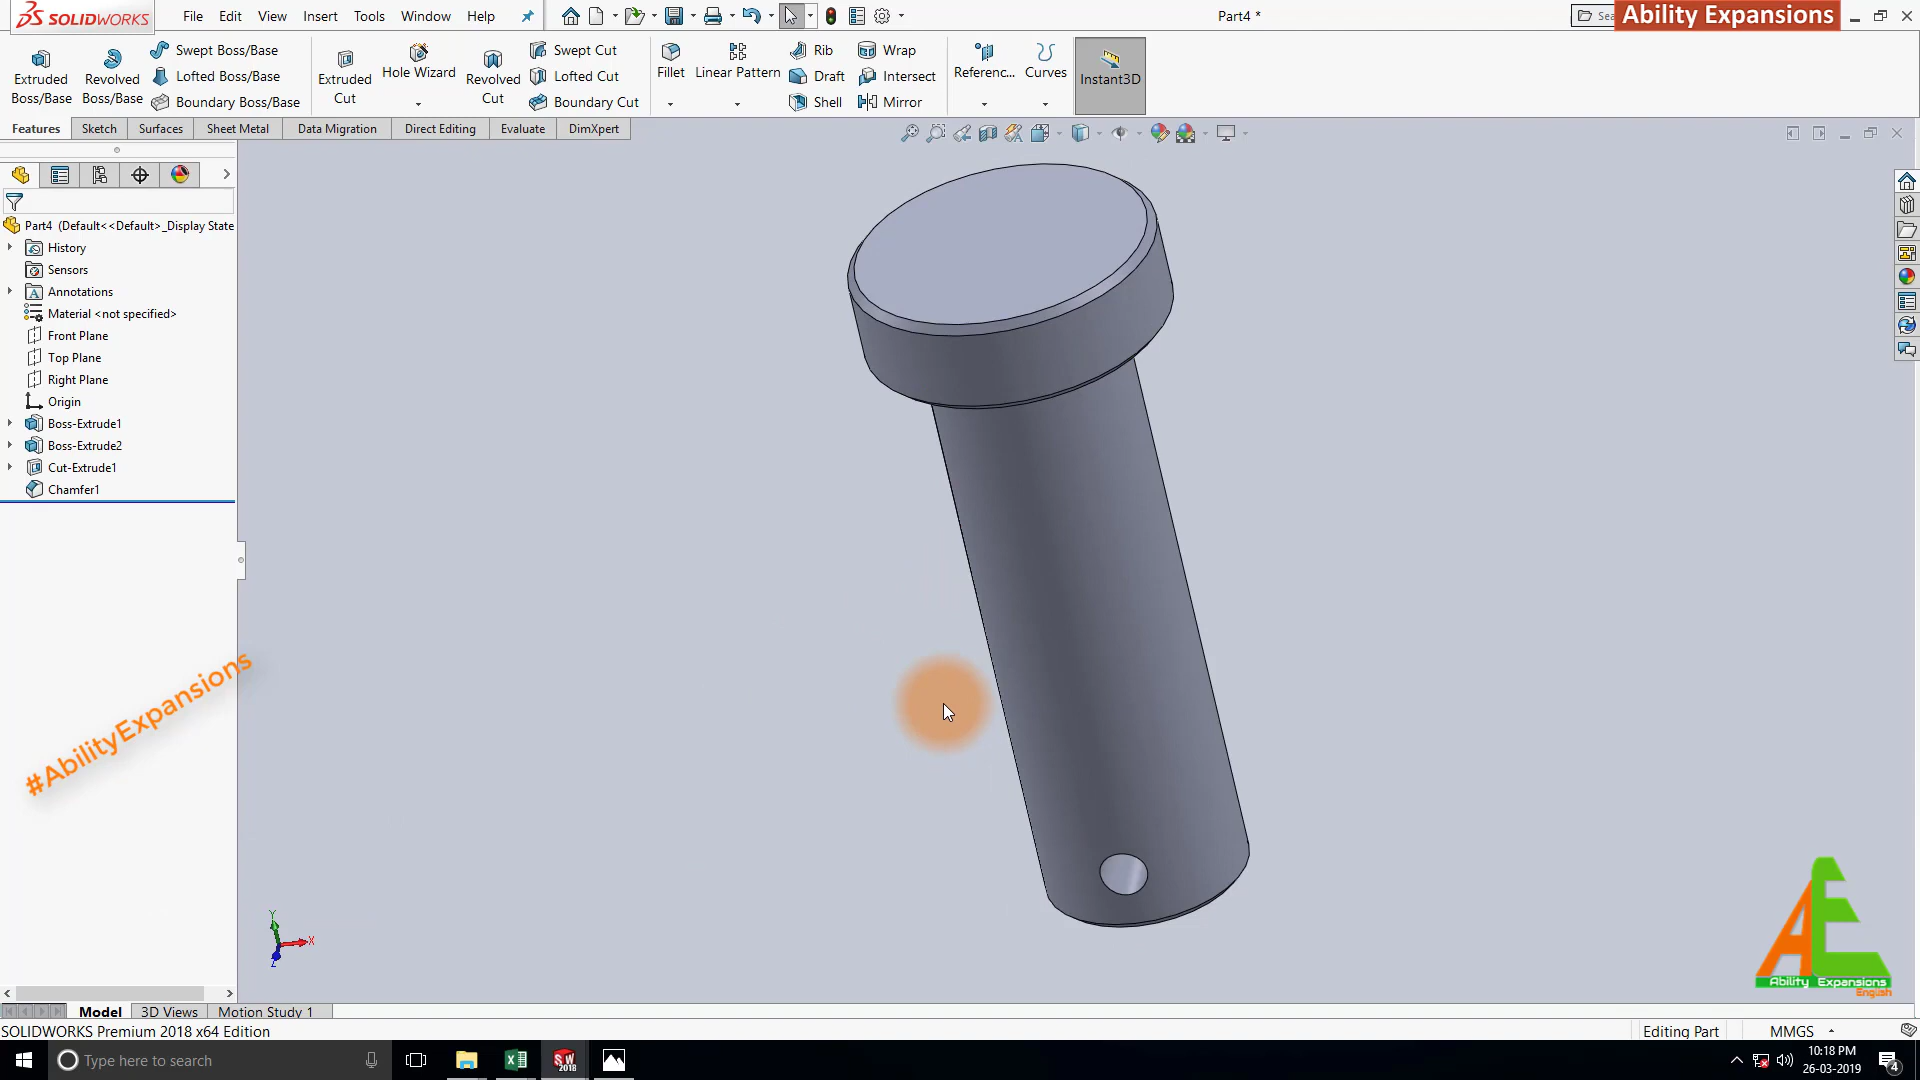 SOLIDWORKS
File Edit View Insert Tools Window Help
Part4 *
Ability Expansions
Extruded Boss/Base
Revolved Boss/Base
Swept Boss/Base
Lofted Boss/Base
Boundary Boss/Base
Extruded Cut
Hole Wizard
Revolved Cut
Swept Cut
Lofted Cut
Boundary Cut
Fillet
Linear Pattern
Rib
Draft
Shell
Wrap
Intersect
Mirror
Referenc...
Curves
Instant3D
Features Sketch Surfaces Sheet Metal Data Migration Direct Editing Evaluate DimXpert
Part4 (Default<<Default>_Display State
History
Sensors
Annotations
Material <not specified>
Front Plane
Top Plane
Right Plane
Origin
Boss-Extrude1
Boss-Extrude2
Cut-Extrude1
Chamfer1
#AbilityExpansions
Y
X
Z
AE
Ability Expansions
English
Model 3D Views Motion Study 1
SOLIDWORKS Premium 2018 x64 Edition
Editing Part
MMGS
Type here to search
SW
2018
10:18 PM
26-03-2019
4